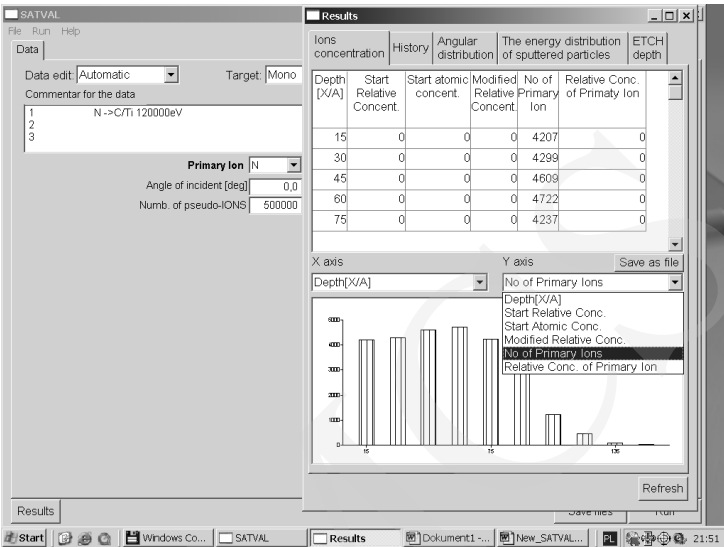 SATVAL
File Run Help
Data
Data edit: Automatic Target: Mono
Commentar for the data
1 N ->C/Ti 120000eV
2
3
Primary Ion N
Angle of incident [deg] 0,0
Numb. of pseudo-IONS 500000
Results
Save files Run
Results
Ions concentration History Angular distribution The energy distribution of sputtered particles ETCH depth
Depth [X/A] Start Relative Concent. Start atomic concent. Modified Relative Concent. No of Primary Ion Relative Conc. of Primaty Ion
15 0 0 0 4207 0
30 0 0 0 4299 0
45 0 0 0 4609 0
60 0 0 0 4722 0
75 0 0 0 4237 0
X axis Y axis Save as file
Depth[X/A] No of Primary Ions
Depth[X/A]
Start Relative Conc.
Start Atomic Conc.
Modified Relative Conc.
No of Primary Ions
Relative Conc. of Primary Ion
4000
3000
2000
1000
0
15 75 135
Refresh
Start Windows Co... SATVAL Results Dokument1 -... New_SATVAL... PL 21:51